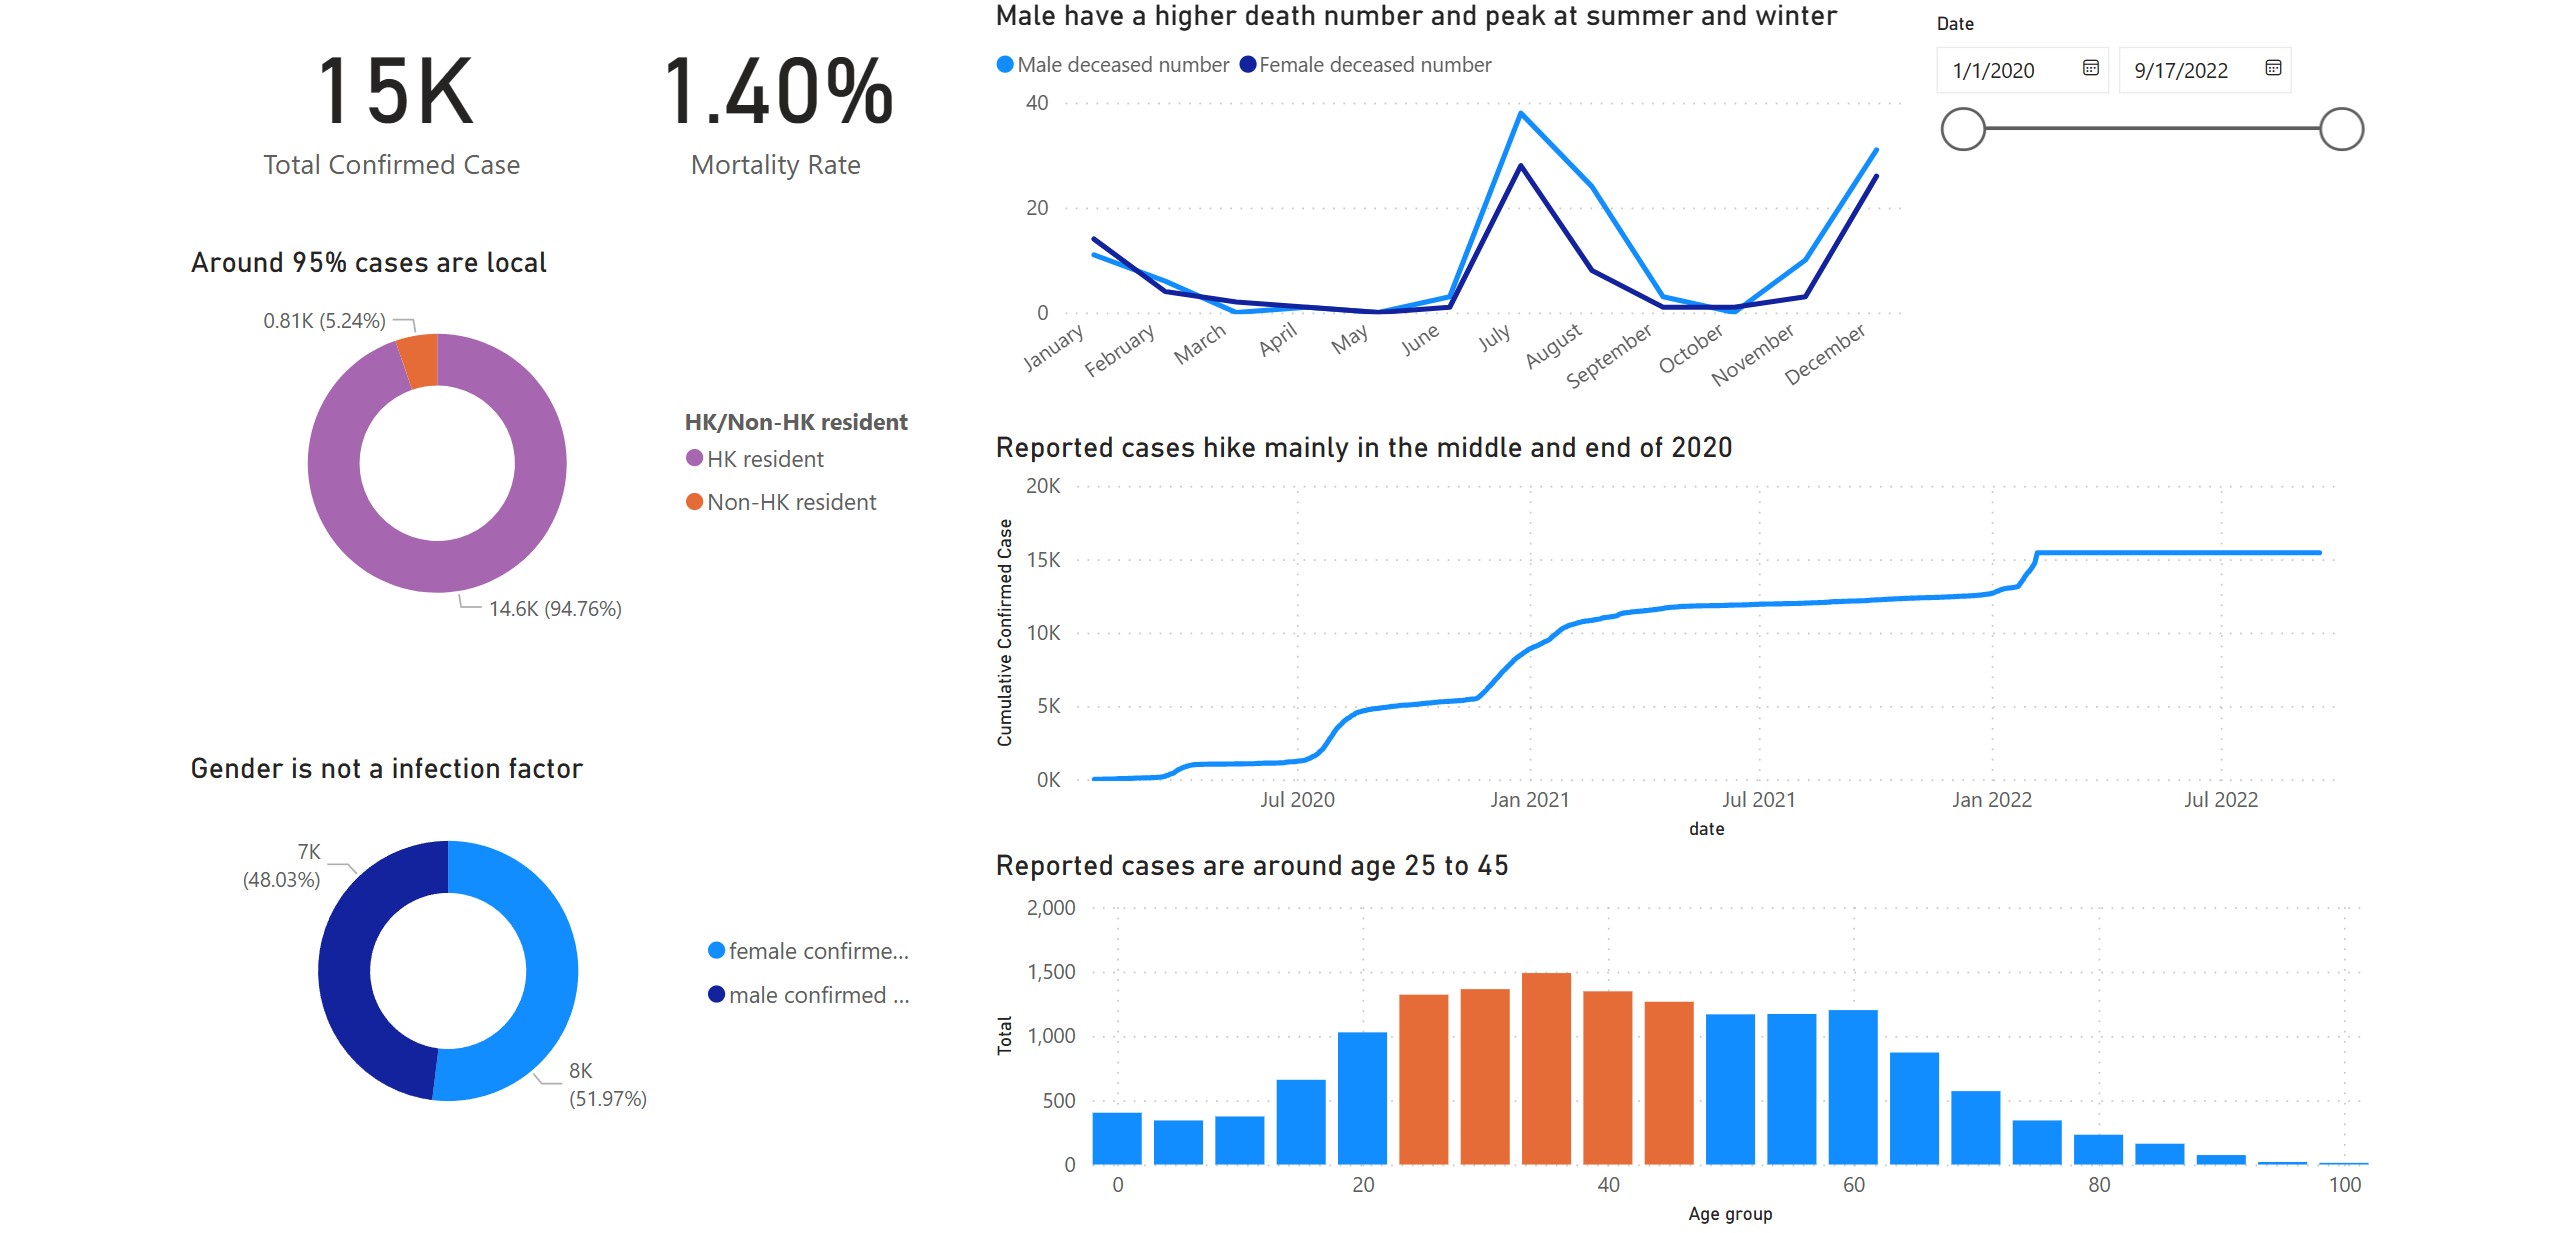 15K
Total Confirmed Case
1.40%
Mortality Rate
Around 95% cases are local
0.81K (5.24%)
14.6K (94.76%)
HK/Non-HK resident
HK resident
Non-HK resident
Gender is not a infection factor
7K
(48.03%)
8K
(51.97%)
female confirme...
male confirmed ...
Male have a higher death number and peak at summer and winter
Male deceased number Female deceased number
40
20
0
January February March April May June July August September October November December
Date
1/1/2020 9/17/2022
Reported cases hike mainly in the middle and end of 2020
Cumulative Confirmed Case
20K
15K
10K
5K
0K
Jul 2020 Jan 2021 Jul 2021 Jan 2022 Jul 2022
date
Reported cases are around age 25 to 45
Total
2,000
1,500
1,000
500
0
0 20 40 60 80 100
Age group